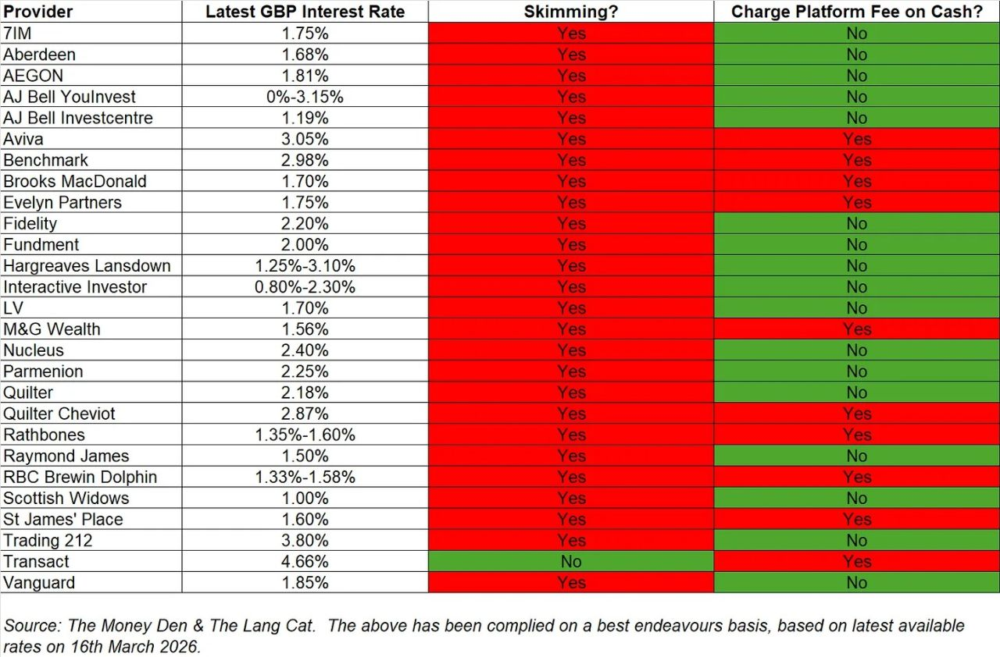 Provider Latest GBP Interest Rate Skimming? Charge Platform Fee on Cash?
7IM 1.75% Yes No
Aberdeen 1.68% Yes No
AEGON 1.81% Yes No
AJ Bell YouInvest 0%-3.15% Yes No
AJ Bell Investcentre 1.19% Yes No
Aviva 3.05% Yes Yes
Benchmark 2.98% Yes Yes
Brooks MacDonald 1.70% Yes Yes
Evelyn Partners 1.75% Yes Yes
Fidelity 2.20% Yes No
Fundment 2.00% Yes No
Hargreaves Lansdown 1.25%-3.10% Yes No
Interactive Investor 0.80%-2.30% Yes No
LV 1.70% Yes No
M&G Wealth 1.56% Yes Yes
Nucleus 2.40% Yes No
Parmenion 2.25% Yes No
Quilter 2.18% Yes No
Quilter Cheviot 2.87% Yes Yes
Rathbones 1.35%-1.60% Yes Yes
Raymond James 1.50% Yes No
RBC Brewin Dolphin 1.33%-1.58% Yes Yes
Scottish Widows 1.00% Yes No
St James' Place 1.60% Yes Yes
Trading 212 3.80% Yes No
Transact 4.66% No Yes
Vanguard 1.85% Yes No
Source: The Money Den & The Lang Cat.  The above has been complied on a best endeavours basis, based on latest available
rates on 16th March 2026.